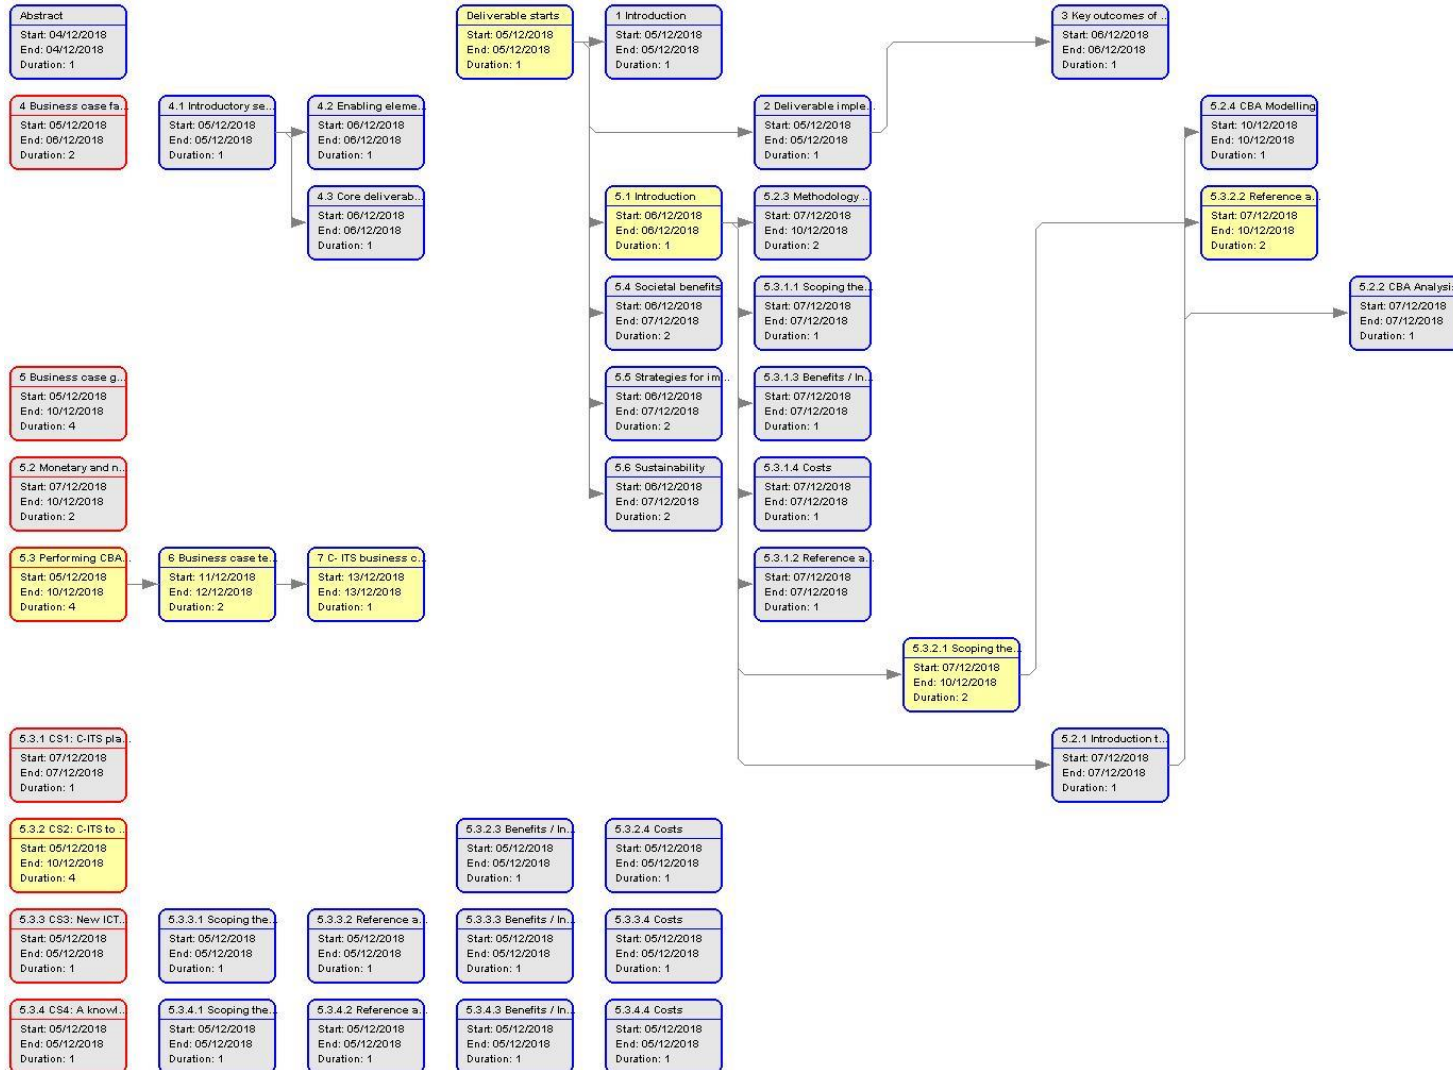 Abstract
Start: 04/12/2018
End: 04/12/2018
Duration: 1
Deliverable starts
Start: 05/12/2018
End: 05/12/2018
Duration: 1
1 Introduction
Start: 05/12/2018
End: 05/12/2018
Duration: 1
3 Key outcomes of ..
Start: 06/12/2018
End: 06/12/2018
Duration: 1
4 Business case fa..
Start: 05/12/2018
End: 06/12/2018
Duration: 2
4.1 Introductory se...
Start: 05/12/2018
End: 05/12/2018
Duration: 1
4.2 Enabling eleme...
Start: 06/12/2018
End: 06/12/2018
Duration: 1
2 Deliverable imple...
Start: 05/12/2018
End: 05/12/2018
Duration: 1
5.2.4 CBA Modelling
Start: 10/12/2018
End: 10/12/2018
Duration: 1
4.3 Core deliverab...
Start: 06/12/2018
End: 06/12/2018
Duration: 1
5.1 Introduction
Start: 06/12/2018
End: 06/12/2018
Duration: 1
5.2.3 Methodology ..
Start: 07/12/2018
End: 10/12/2018
Duration: 2
5.3.2.2 Reference a...
Start: 07/12/2018
End: 10/12/2018
Duration: 2
5.4 Societal benefits
Start: 06/12/2018
End: 07/12/2018
Duration: 2
5.3.1.1 Scoping the..
Start: 07/12/2018
End: 07/12/2018
Duration: 1
5.2.2 CBA Analysi
Start: 07/12/2018
End: 07/12/2018
Duration: 1
5 Business case g...
Start: 05/12/2018
End: 10/12/2018
Duration: 4
5.5 Strategies for im...
Start: 06/12/2018
End: 07/12/2018
Duration: 2
5.3.1.3 Benefits / In..
Start: 07/12/2018
End: 07/12/2018
Duration: 1
5.2 Monetary and n...
Start: 07/12/2018
End: 10/12/2018
Duration: 2
5.6 Sustainability
Start: 06/12/2018
End: 07/12/2018
Duration: 2
5.3.1.4 Costs
Start: 07/12/2018
End: 07/12/2018
Duration: 1
5.3 Performing CBA..
Start: 05/12/2018
End: 10/12/2018
Duration: 4
6 Business case te...
Start: 11/12/2018
End: 12/12/2018
Duration: 2
7 C- ITS business c...
Start: 13/12/2018
End: 13/12/2018
Duration: 1
5.3.1.2 Reference a...
Start: 07/12/2018
End: 07/12/2018
Duration: 1
5.3.2.1 Scoping the..
Start: 07/12/2018
End: 10/12/2018
Duration: 2
5.3.1 CS1: C-ITS pla...
Start: 07/12/2018
End: 07/12/2018
Duration: 1
5.2.1 Introduction t...
Start: 07/12/2018
End: 07/12/2018
Duration: 1
5.3.2 CS2: C-ITS to ..
Start: 05/12/2018
End: 10/12/2018
Duration: 4
5.3.2.3 Benefits / In..
Start: 05/12/2018
End: 05/12/2018
Duration: 1
5.3.2.4 Costs
Start: 05/12/2018
End: 05/12/2018
Duration: 1
5.3.3 CS3: New ICT..
Start: 05/12/2018
End: 05/12/2018
Duration: 1
5.3.3.1 Scoping the..
Start: 05/12/2018
End: 05/12/2018
Duration: 1
5.3.3.2 Reference a...
Start: 05/12/2018
End: 05/12/2018
Duration: 1
5.3.3.3 Benefits / In..
Start: 05/12/2018
End: 05/12/2018
Duration: 1
5.3.3.4 Costs
Start: 05/12/2018
End: 05/12/2018
Duration: 1
5.3.4 CS4: A knowl...
Start: 05/12/2018
End: 05/12/2018
Duration: 1
5.3.4.1 Scoping the..
Start: 05/12/2018
End: 05/12/2018
Duration: 1
5.3.4.2 Reference a...
Start: 05/12/2018
End: 05/12/2018
Duration: 1
5.3.4.3 Benefits / In..
Start: 05/12/2018
End: 05/12/2018
Duration: 1
5.3.4.4 Costs
Start: 05/12/2018
End: 05/12/2018
Duration: 1